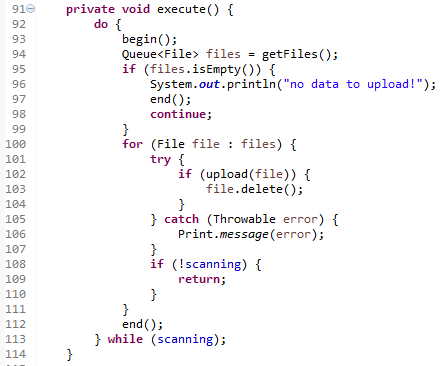 91 private void execute() {
92 do {
93 begin();
94 Queue<File> files = getFiles();
95 if (files.isEmpty()) {
96 System.out.println("no data to upload!");
97 end();
98 continue;
99 }
100 for (File file : files) {
101 try {
102 if (upload(file)) {
103 file.delete();
104 }
105 } catch (Throwable error) {
106 Print.message(error);
107 }
108 if (!scanning) {
109 return;
110 }
111 }
112 end();
113 } while (scanning);
114 }